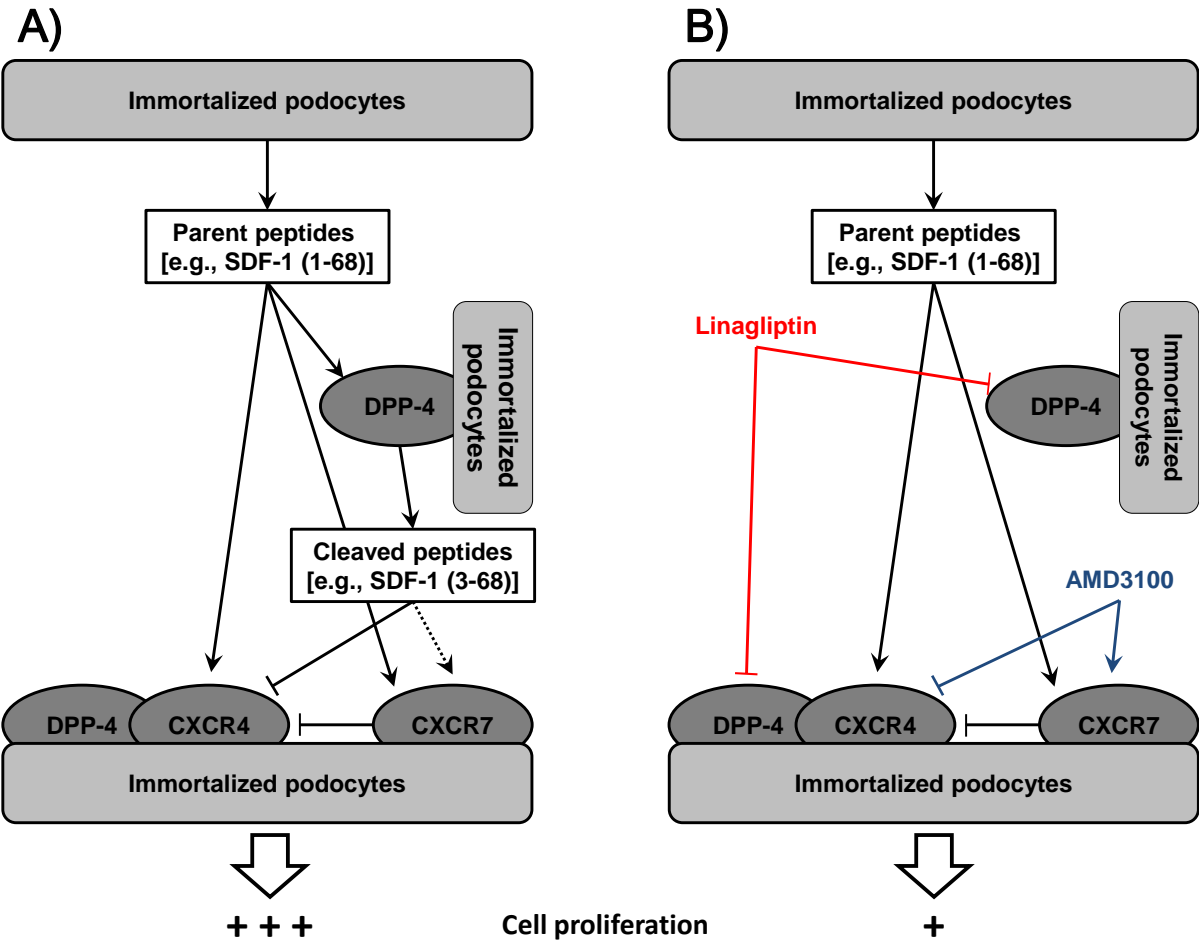 A)
Immortalized podocytes
Parent peptides
[e.g., SDF-1 (1-68)]
DPP-4
Immortalized
podocytes
Cleaved peptides
[e.g., SDF-1 (3-68)]
DPP-4
CXCR4
CXCR7
Immortalized podocytes
+ + +
Cell proliferation
B)
Immortalized podocytes
Parent peptides
[e.g., SDF-1 (1-68)]
Linagliptin
DPP-4
Immortalized
podocytes
AMD3100
DPP-4
CXCR4
CXCR7
Immortalized podocytes
+